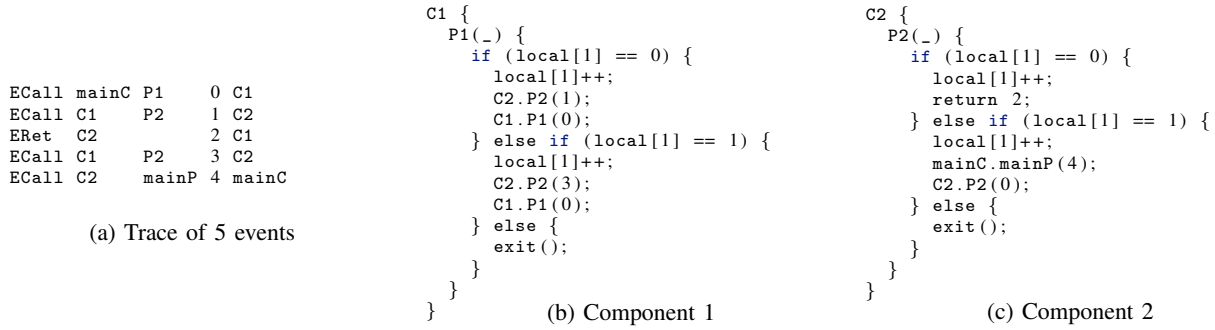 ECall mainC P1 0 C1
ECall C1 P2 1 C2
ERet C2 2 C1
ECall C1 P2 3 C2
ECall C2 mainP 4 mainC
(a) Trace of 5 events
C1 {
P1(_) {
if (local[1] == 0) {
local[1]++;
C2.P2(1);
C1.P1(0);
} else if (local[1] == 1) {
local[1]++;
C2.P2(3);
C1.P1(0);
} else {
exit();
}
}
}
(b) Component 1
C2 {
P2(_) {
if (local[1] == 0) {
local[1]++;
return 2;
} else if (local[1] == 1) {
local[1]++;
mainC.mainP(4);
C2.P2(0);
} else {
exit();
}
}
}
(c) Component 2